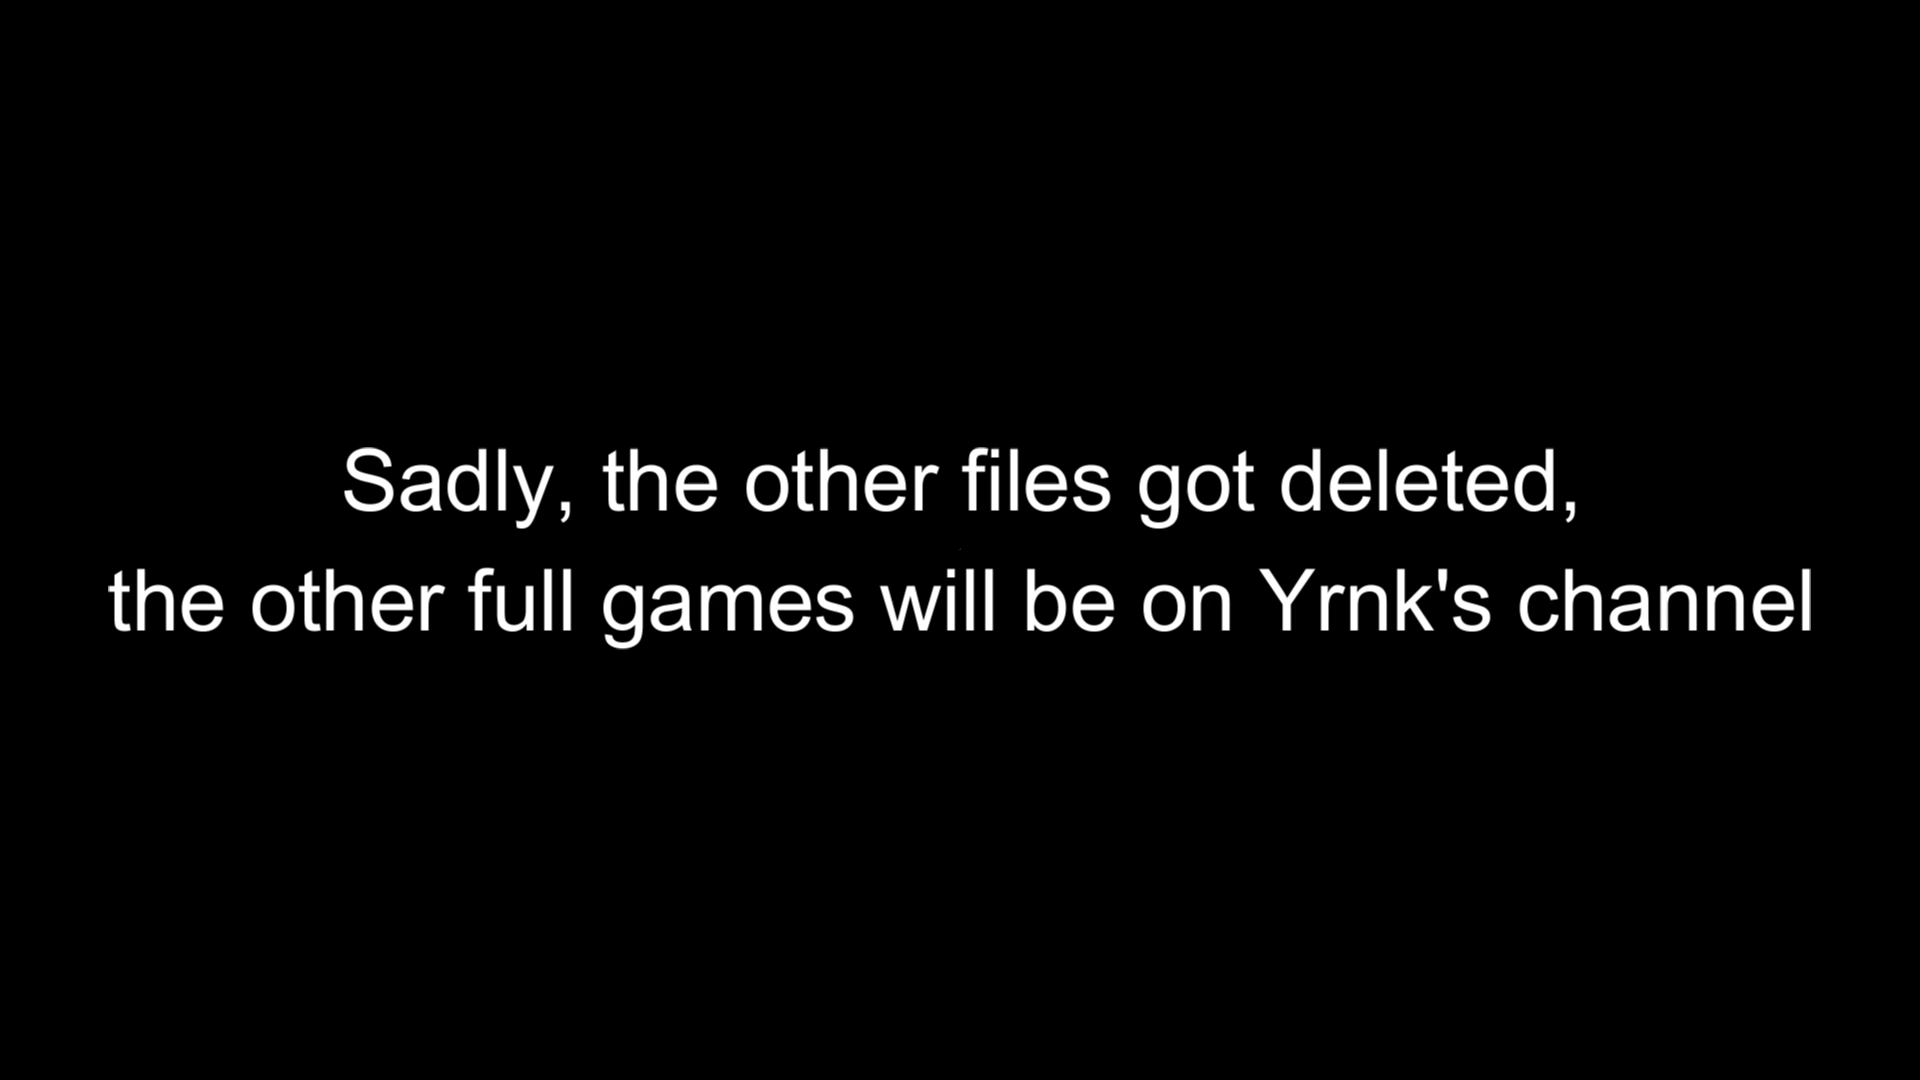 Sadly, the other files got deleted,
the other full games will be on Yrnk's channel